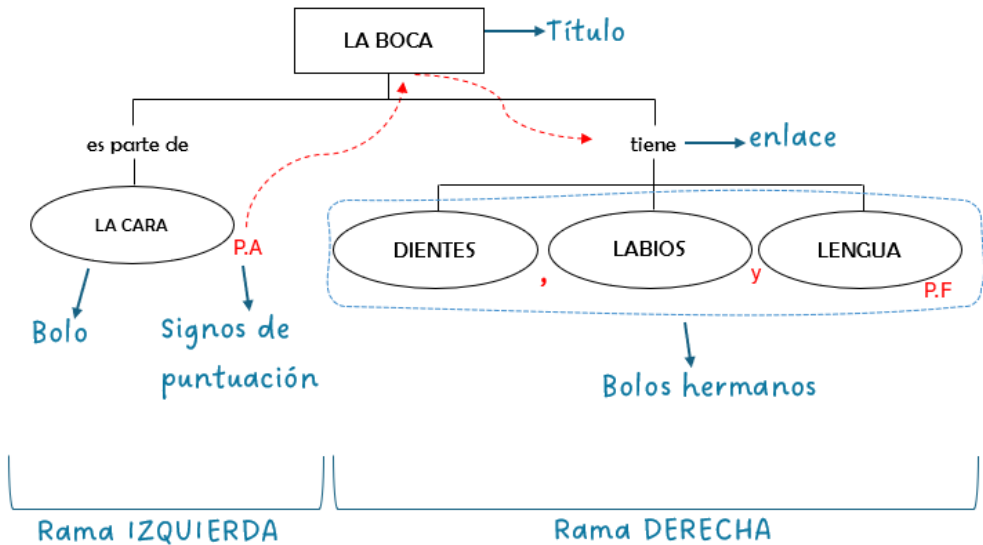 LA BOCA
Título
es parte de
tiene
enlace
LA CARA
P.A
DIENTES
,
LABIOS
y
LENGUA
P.F
Bolo
Signos de
puntuación
Bolos hermanos
Rama IZQUIERDA
Rama DERECHA